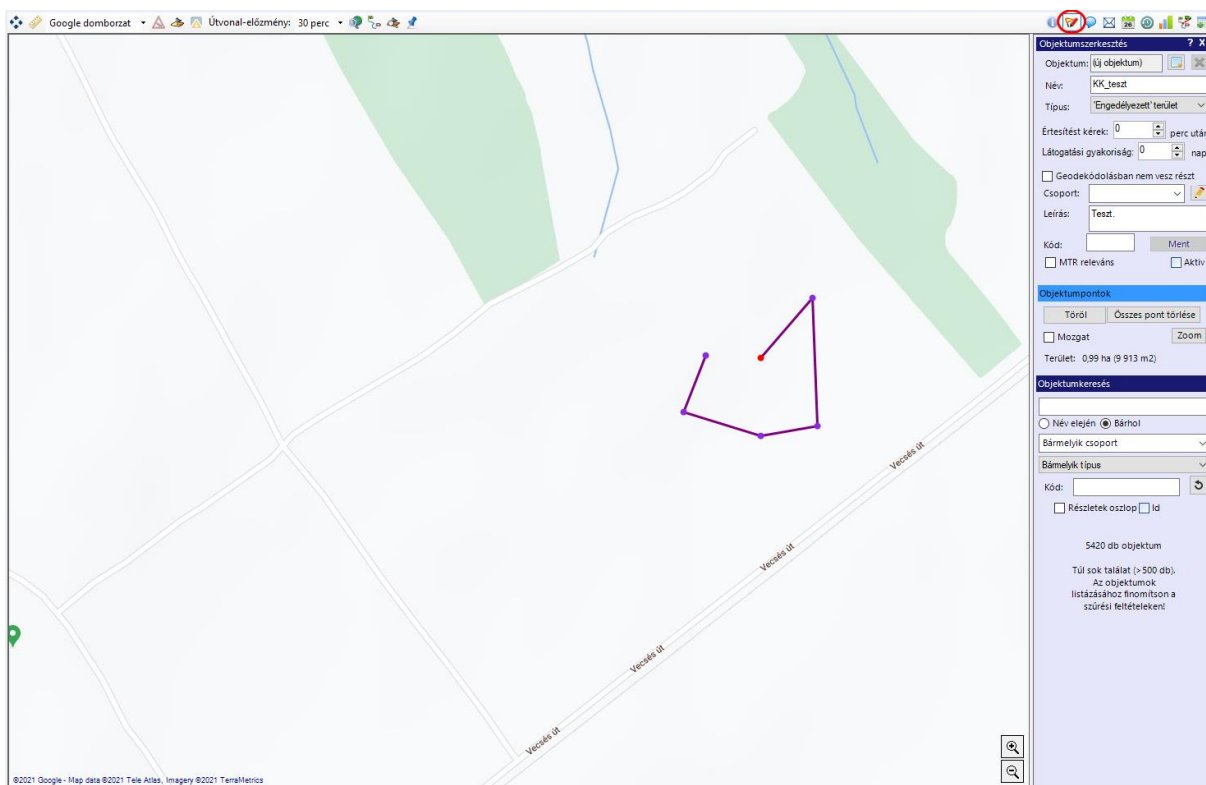 Google domborzat Útvonal-előzmény: 30 perc
26
Objektumszerkesztés ? X
Objektum: (új objektum)
Név: KK_teszt
Típus: 'Engedélyezett' terület
Értesítést kérek: 0 perc után
Látogatási gyakoriság: 0 nap
Geodekódolásban nem vesz részt
Csoport:
Leírás: Teszt.
Kód: Ment
MTR releváns Aktív
Objektumpontok
Töröl Összes pont törlése
Mozgat Zoom
Terület: 0,99 ha (9 913 m2)
Objektumkeresés
Név elején Bárhol
Bármelyik csoport
Bármelyik típus
Kód:
Részletek oszlop Id
5420 db objektum
Túl sok találat (>500 db).
Az objektumok
listázásához finomítson a
szűrési feltételeken!
Vecsés út
Vecsés út
Vecsés út
Vecsés út
©2021 Google - Map data ©2021 Tele Atlas, Imagery ©2021 TerraMetrics